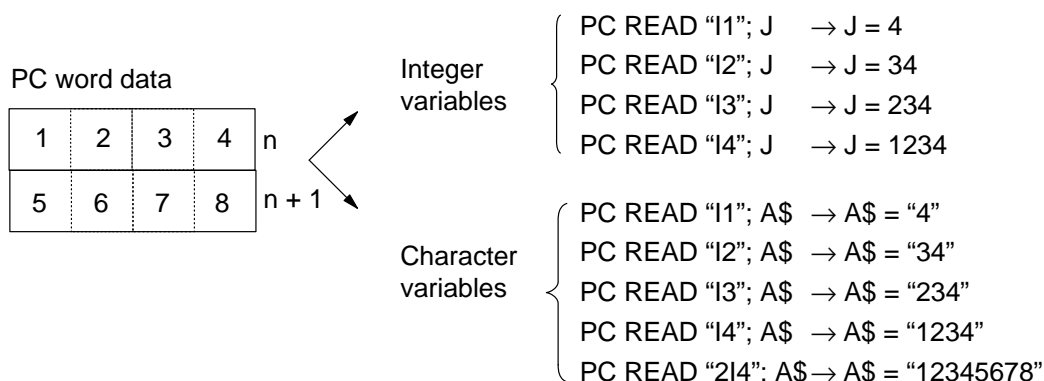 PC word data
1 2 3 4 n
5 6 7 8 n + 1
Integer
variables
PC READ “I1”; J → J = 4
PC READ “I2”; J → J = 34
PC READ “I3”; J → J = 234
PC READ “I4”; J → J = 1234
Character
variables
PC READ “I1”; A$ → A$ = “4”
PC READ “I2”; A$ → A$ = “34”
PC READ “I3”; A$ → A$ = “234”
PC READ “I4”; A$ → A$ = “1234”
PC READ “2I4”; A$ → A$ = “12345678”